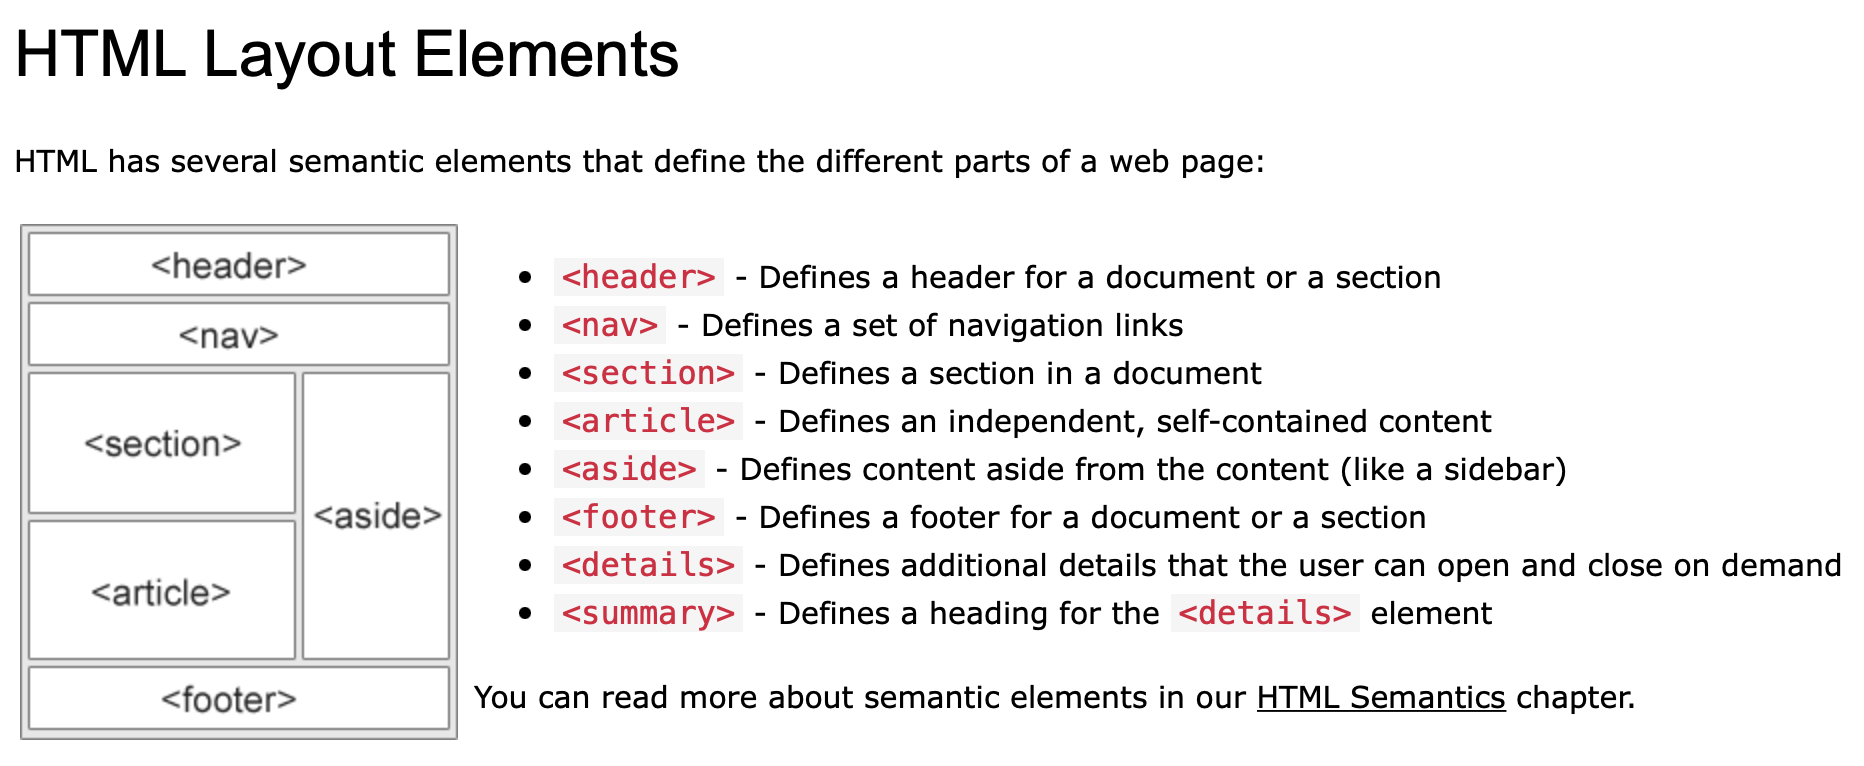 HTML Layout Elements
HTML has several semantic elements that define the different parts of a web page:
<header>
<nav>
<section>
<aside>
<article>
<footer>
• <header> - Defines a header for a document or a section
• <nav> - Defines a set of navigation links
• <section> - Defines a section in a document
• <article> - Defines an independent, self-contained content
• <aside> - Defines content aside from the content (like a sidebar)
• <footer> - Defines a footer for a document or a section
• <details> - Defines additional details that the user can open and close on demand
• <summary> - Defines a heading for the <details> element
You can read more about semantic elements in our HTML Semantics chapter.